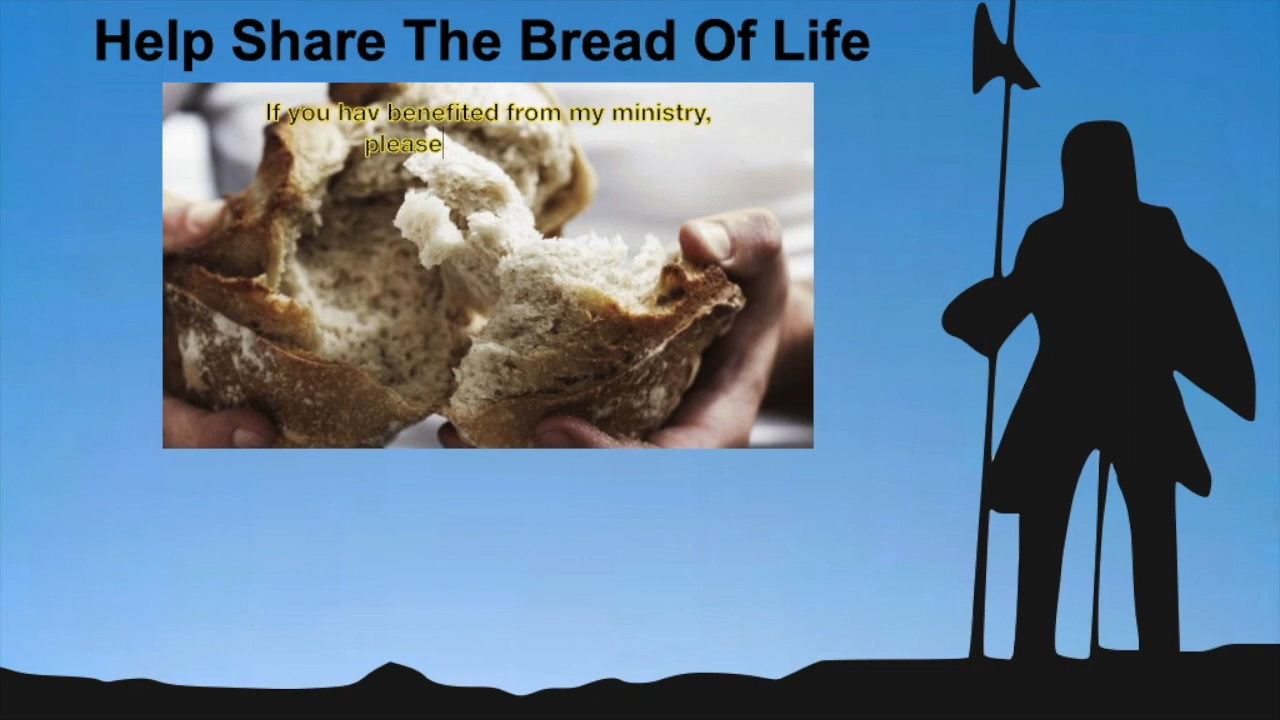 Help Share The Bread Of Life
If you hav benefited from my ministry,
please